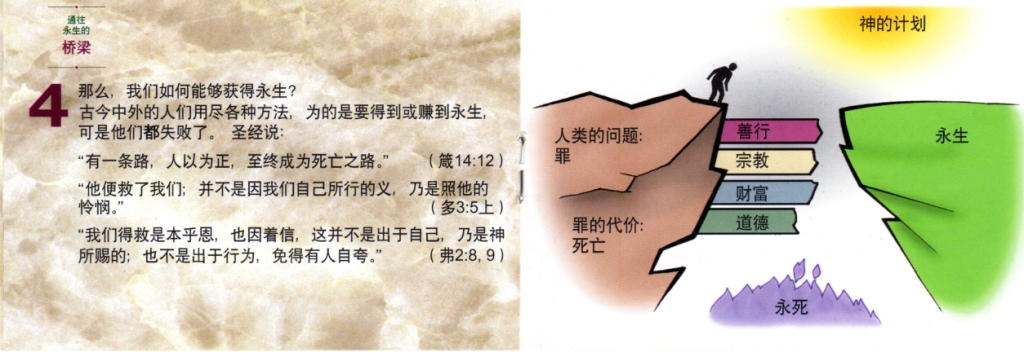 通往
永生的
桥梁
4
那么，我们如何能够获得永生？
古今中外的人们用尽各种方法，为的是要得到或赚到永生，
可是他们都失败了。 圣经说：
“有一条路，人以为正，至终成为死亡之路。” （箴14:12）
“他便救了我们；并不是因我们自己所行的义，乃是照他的
怜悯。” （多3:5上）
“我们得救是本乎恩，也因着信，这并不是出于自己，乃是神
所赐的；也不是出于行为，免得有人自夸。” （弗2:8, 9）
神的计划
人类的问题:
罪
善行
宗教
财富
道德
永生
罪的代价:
死亡
永死